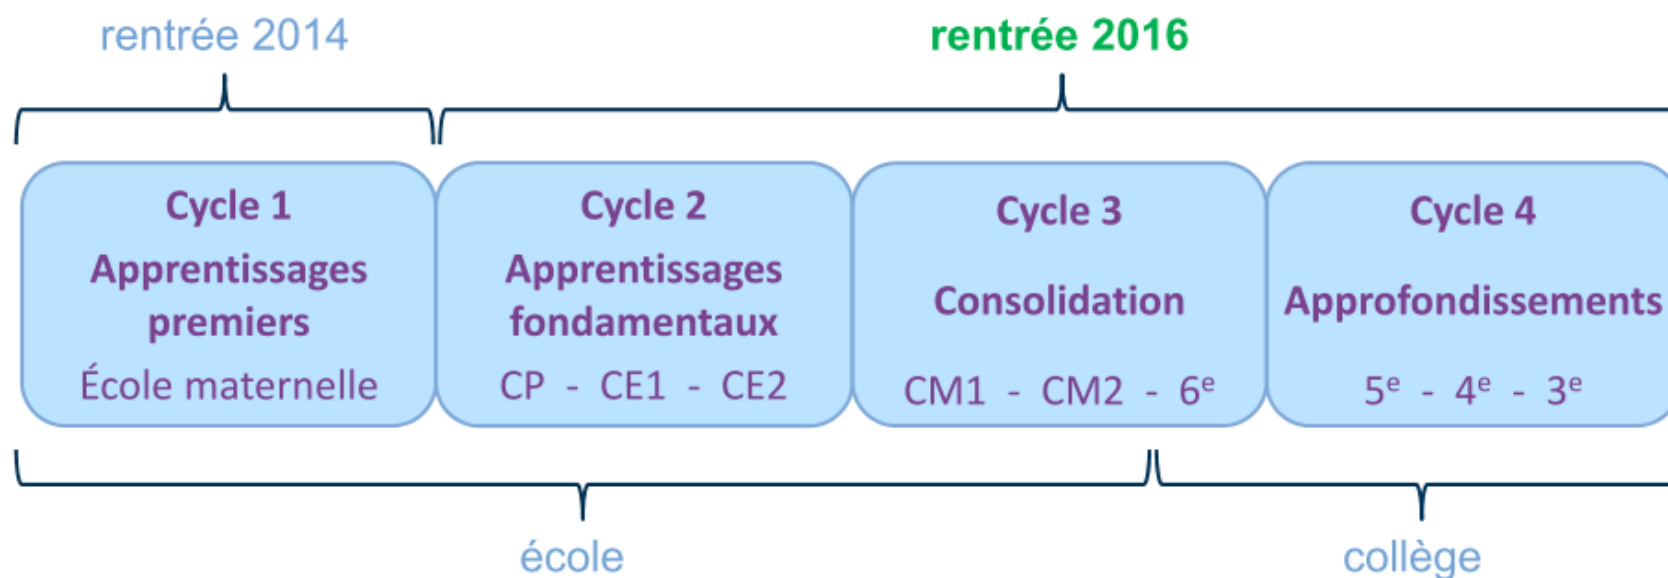 rentrée 2014
rentrée 2016
Cycle 1
Apprentissages
premiers
École maternelle
Cycle 2
Apprentissages
fondamentaux
CP - CE1 - CE2
Cycle 3
Consolidation
CM1 - CM2 - 6e
Cycle 4
Approfondissements
5e - 4e - 3e
école
collège